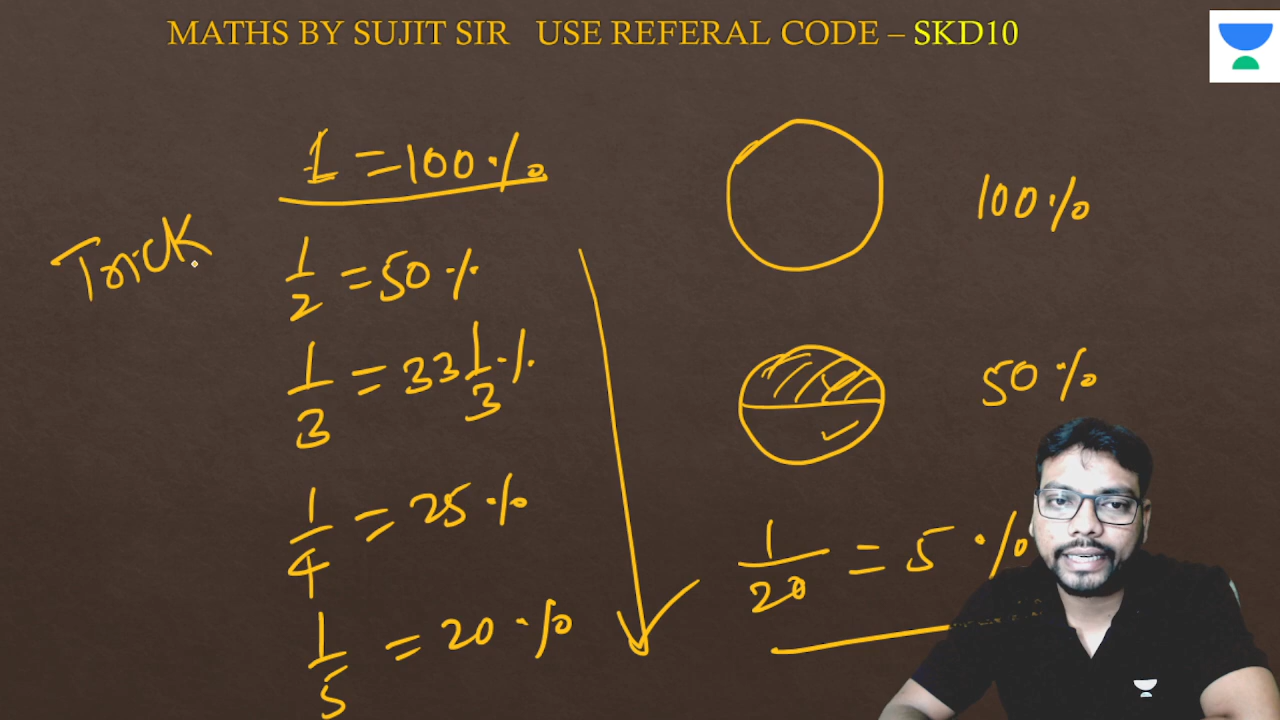 MATHS BY SUJIT SIR USE REFERAL CODE – SKD10
1 = 100%
Trick
1/2 = 50%
1/3 = 33 1/3%
1/4 = 25%
1/5 = 20%
100%
50%
1/20 = 5%